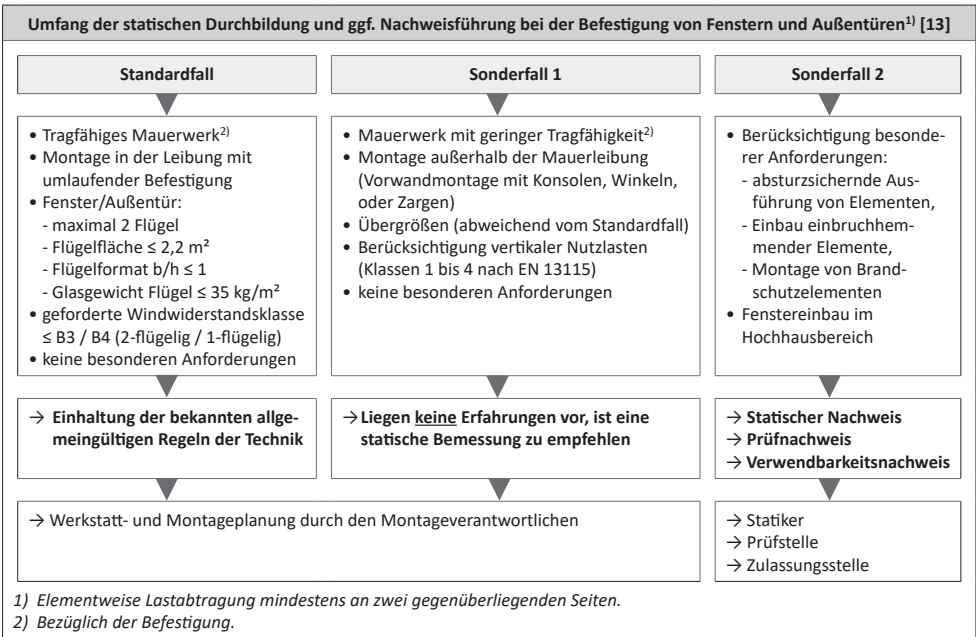 Umfang der statischen Durchbildung und ggf. Nachweisführung bei der Befestigung von Fenstern und Außentüren1) [13]
Standardfall
• Tragfähiges Mauerwerk2)
• Montage in der Leibung mit
umlaufender Befestigung
• Fenster/Außentür:
- maximal 2 Flügel
- Flügelfläche ≤ 2,2 m²
- Flügelformat b/h ≤ 1
- Glasgewicht Flügel ≤ 35 kg/m²
• geforderte Windwiderstandsklasse
≤ B3 / B4 (2-flügelig / 1-flügelig)
• keine besonderen Anforderungen
→ Einhaltung der bekannten allge-
meingültigen Regeln der Technik
Sonderfall 1
• Mauerwerk mit geringer Tragfähigkeit2)
• Montage außerhalb der Mauerleibung
(Vorwandmontage mit Konsolen, Winkeln,
oder Zargen)
• Übergrößen (abweichend vom Standardfall)
• Berücksichtigung vertikaler Nutzlasten
(Klassen 1 bis 4 nach EN 13115)
• keine besonderen Anforderungen
→ Liegen keine Erfahrungen vor, ist eine
statische Bemessung zu empfehlen
→ Werkstatt- und Montageplanung durch den Montageverantwortlichen
Sonderfall 2
• Berücksichtigung besonde-
rer Anforderungen:
- absturzsichernde Aus-
führung von Elementen,
- Einbau einbruchhem-
mender Elemente,
- Montage von Brand-
schutzelementen
• Fenstereinbau im
Hochhausbereich
→ Statischer Nachweis
→ Prüfnachweis
→ Verwendbarkeitsnachweis
→ Statiker
→ Prüfstelle
→ Zulassungsstelle
1) Elementweise Lastabtragung mindestens an zwei gegenüberliegenden Seiten.
2) Bezüglich der Befestigung.